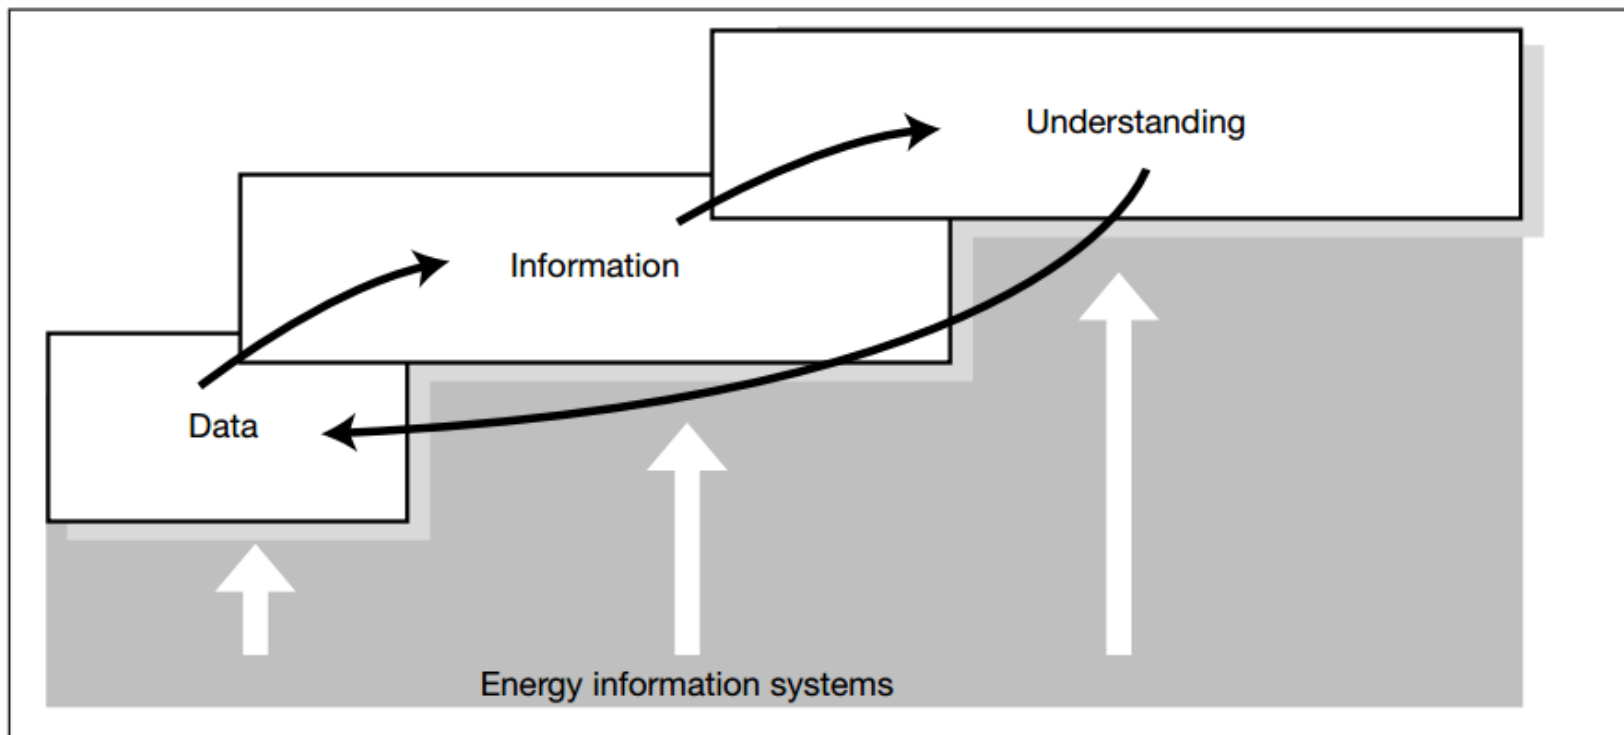 Understanding
Information
Data
Energy information systems